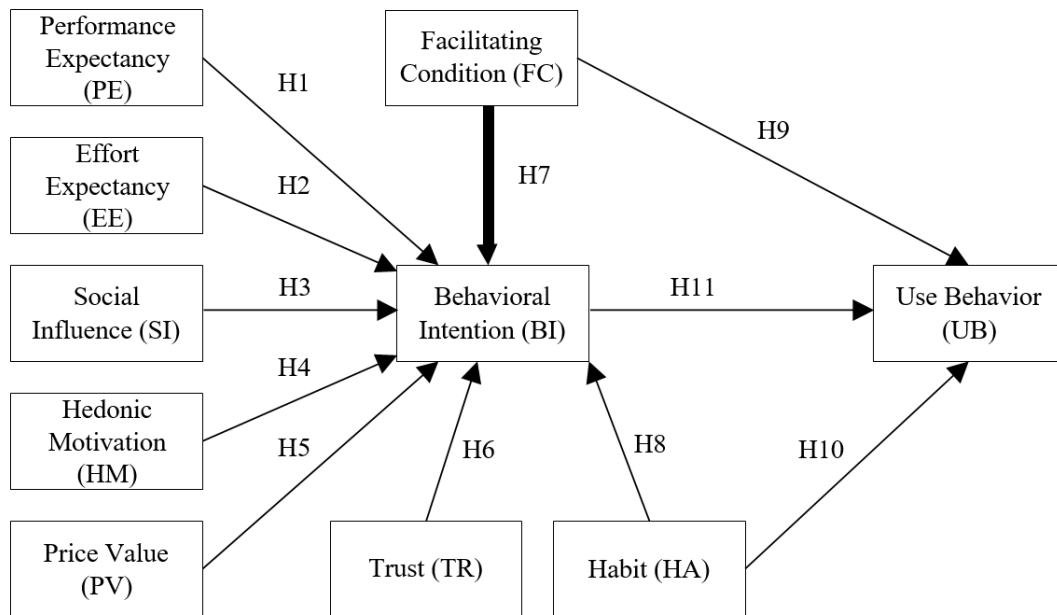 Performance
Expectancy
(PE)
Facilitating
Condition (FC)
H1
H9
Effort
Expectancy
(EE)
H2
H7
Social
Influence (SI)
H3
Behavioral
Intention (BI)
H11
Use Behavior
(UB)
Hedonic
Motivation
(HM)
H4
H5
H6
H8
H10
Price Value
(PV)
Trust (TR)
Habit (HA)